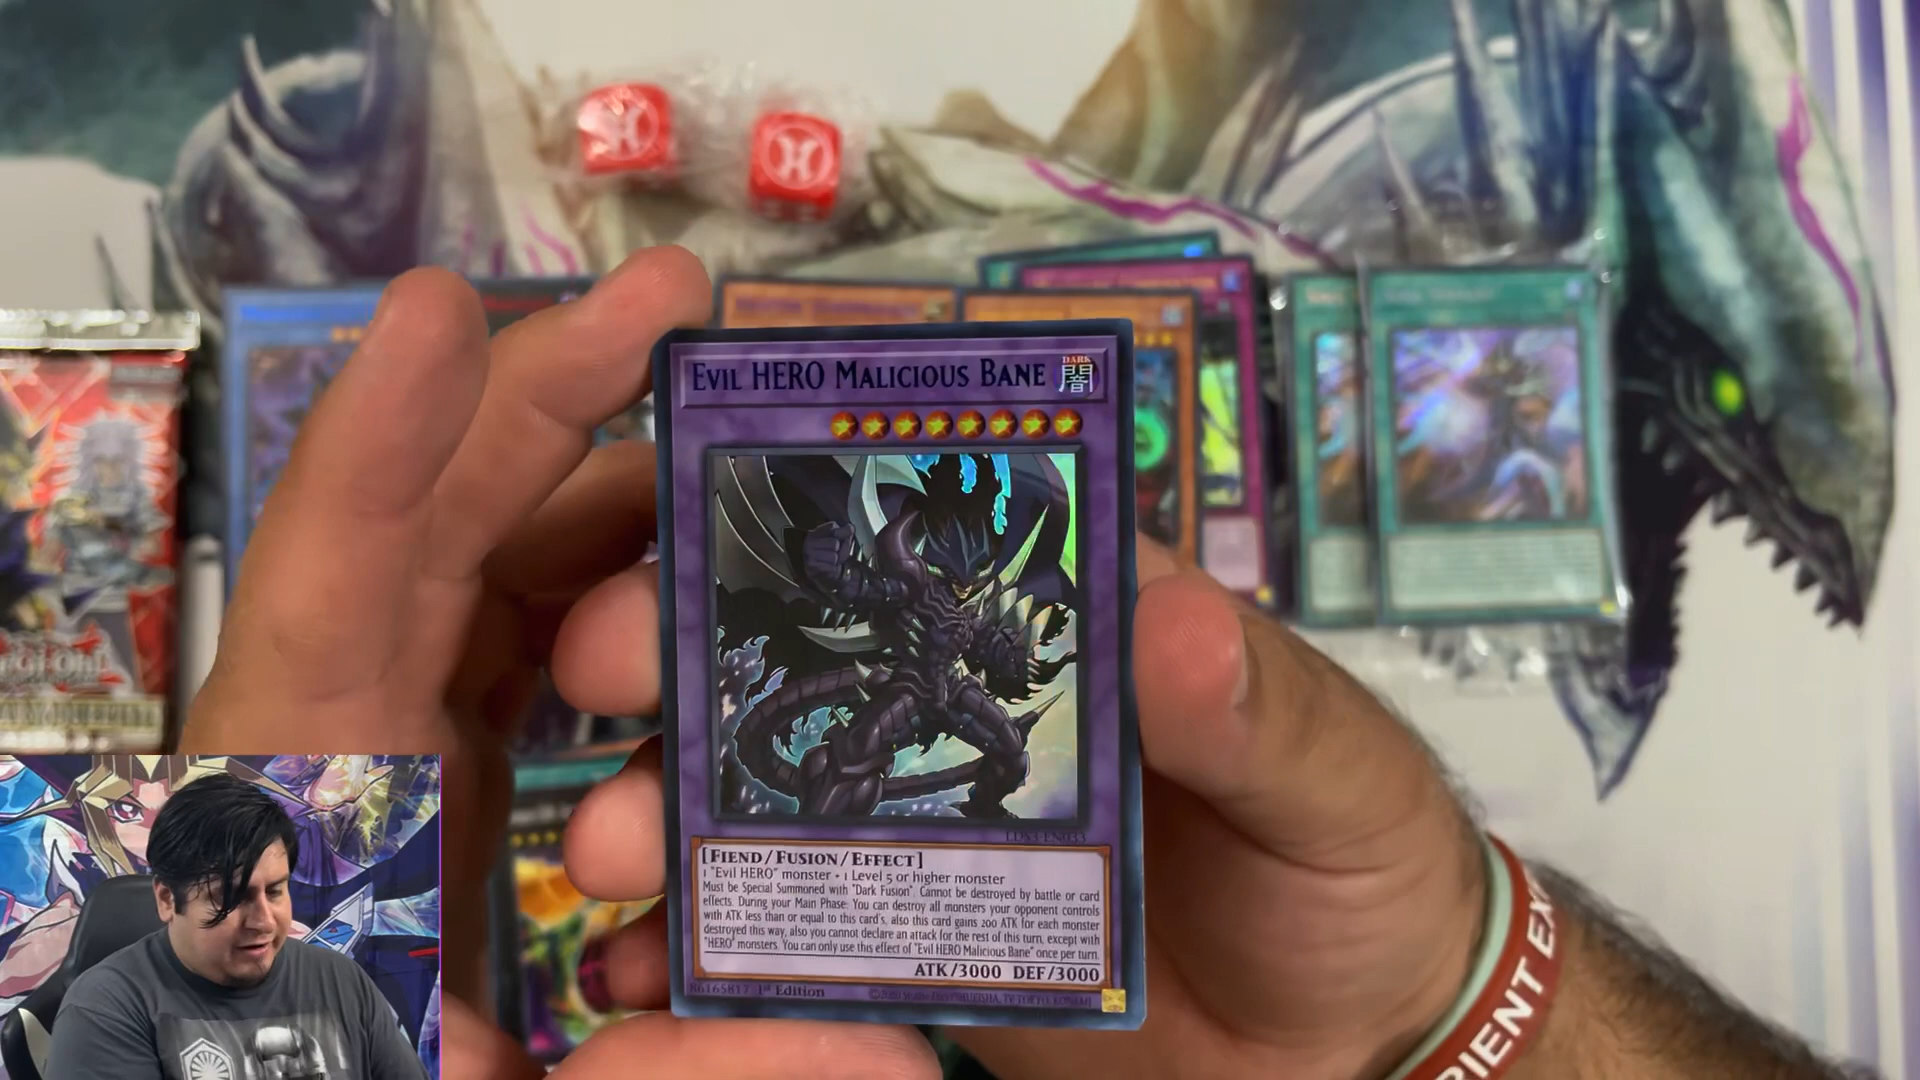 EVIL HERO MALICIOUS BANE
DARK
闇
LDS3-EN033
[FIEND/FUSION/EFFECT]
1 "Evil HERO" monster + 1 Level 5 or higher monster
Must be Special Summoned with "Dark Fusion". Cannot be destroyed by battle or card
effects. During your Main Phase: You can destroy all monsters your opponent controls
with ATK less than or equal to this card's, also this card gains 200 ATK for each monster
destroyed this way, also you cannot declare an attack for the rest of this turn, except with
"HERO" monsters. You can only use this effect of "Evil HERO Malicious Bane" once per turn.
ATK/3000 DEF/3000
86165817 1st Edition
RIENT EX